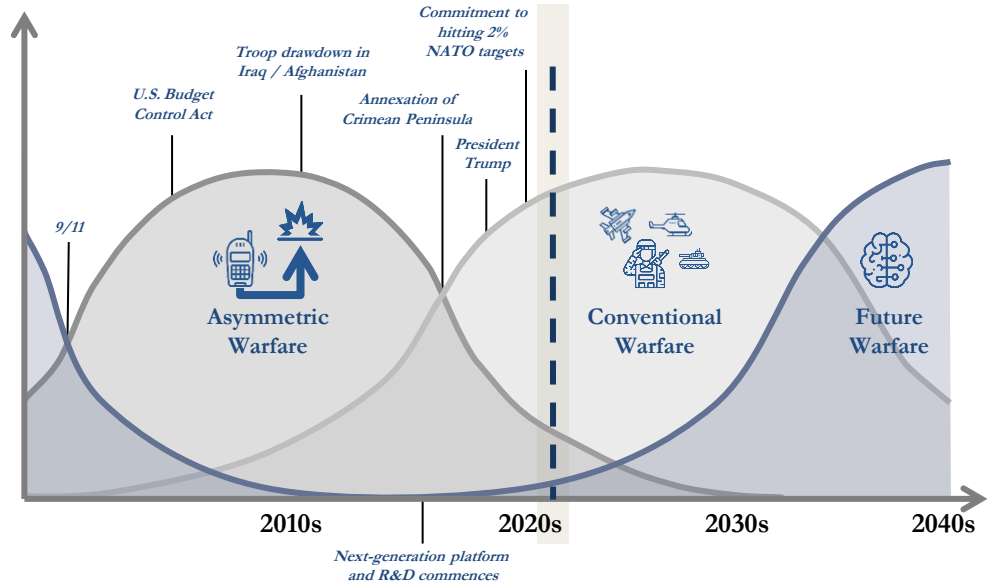 Commitment to
hitting 2%
NATO targets
Troop drawdown in
Iraq / Afghanistan
U.S. Budget
Control Act
Annexation of
Crimean Peninsula
President
Trump
9/11
Asymmetric
Warfare
Conventional
Warfare
Future
Warfare
2010s
2020s
2030s
2040s
Next-generation platform
and R&D commences